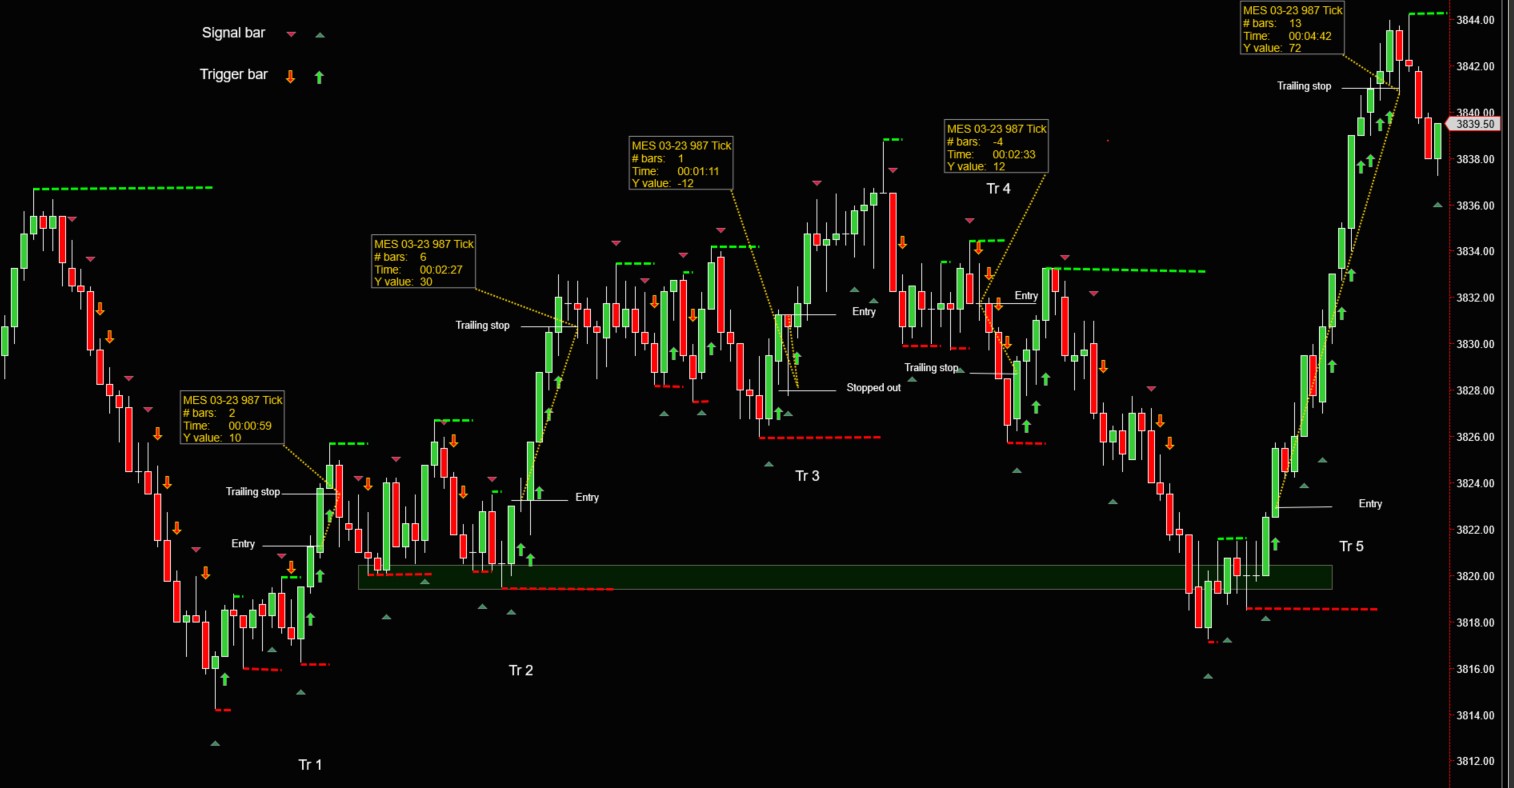 MES 03-23 987 Tick
# bars: 13
Time: 00:04:42
Y value: 72
Signal bar
Trigger bar
Trailing stop
MES 03-23 987 Tick
# bars: -4
Time: 00:02:33
Y value: 12
Tr 4
MES 03-23 987 Tick
# bars: 1
Time: 00:01:11
Y value: -12
MES 03-23 987 Tick
# bars: 6
Time: 00:02:27
Y value: 30
Trailing stop
Entry
Entry
Trailing stop
Stopped out
MES 03-23 987 Tick
# bars: 2
Time: 00:00:59
Y value: 10
Tr 3
Trailing stop
Entry
Entry
Entry
Tr 5
Tr 2
Tr 1
3844.00
3842.00
3840.00
3839.50
3838.00
3836.00
3834.00
3832.00
3830.00
3828.00
3826.00
3824.00
3822.00
3820.00
3818.00
3816.00
3814.00
3812.00